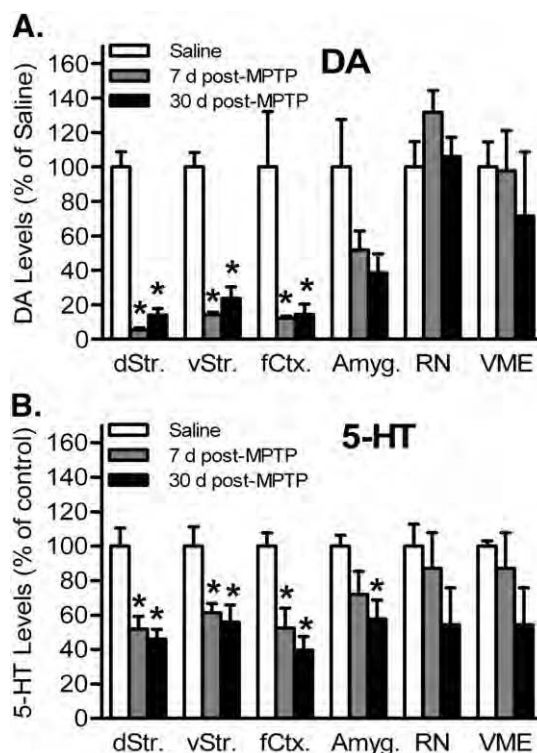 A.
DA
Saline
7 d post-MPTP
30 d post-MPTP
DA Levels (% of Saline)
160
140
120
100
80
60
40
20
0
* * * * * *
dStr. vStr. fCtx. Amyg. RN VME
B.
5-HT
Saline
7 d post-MPTP
30 d post-MPTP
5-HT Levels (% of control)
160
140
120
100
80
60
40
20
0
* * * * * * *
dStr. vStr. fCtx. Amyg. RN VME